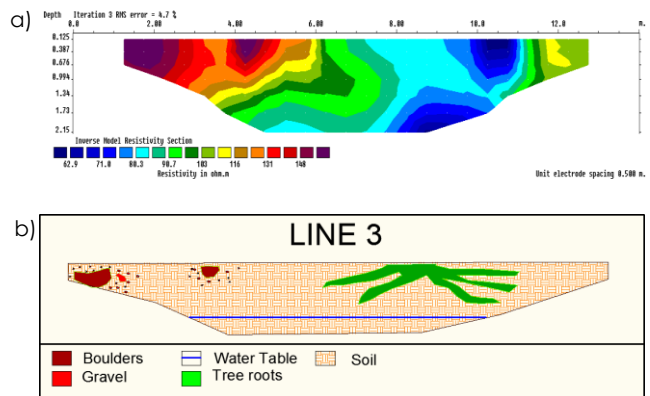 a)
Depth Iteration 3 RMS error = 4.7 %
0.0 2.00 4.00 6.00 8.00 10.0 12.0 m.
0.125
0.387
0.676
0.994
1.34
1.73
2.15
Inverse Model Resistivity Section
62.9 71.0 80.3 90.7 103 116 131 148
Resistivity in ohm.m
Unit electrode spacing 0.500 m.
b)
LINE 3
Boulders Water Table Soil
Gravel Tree roots